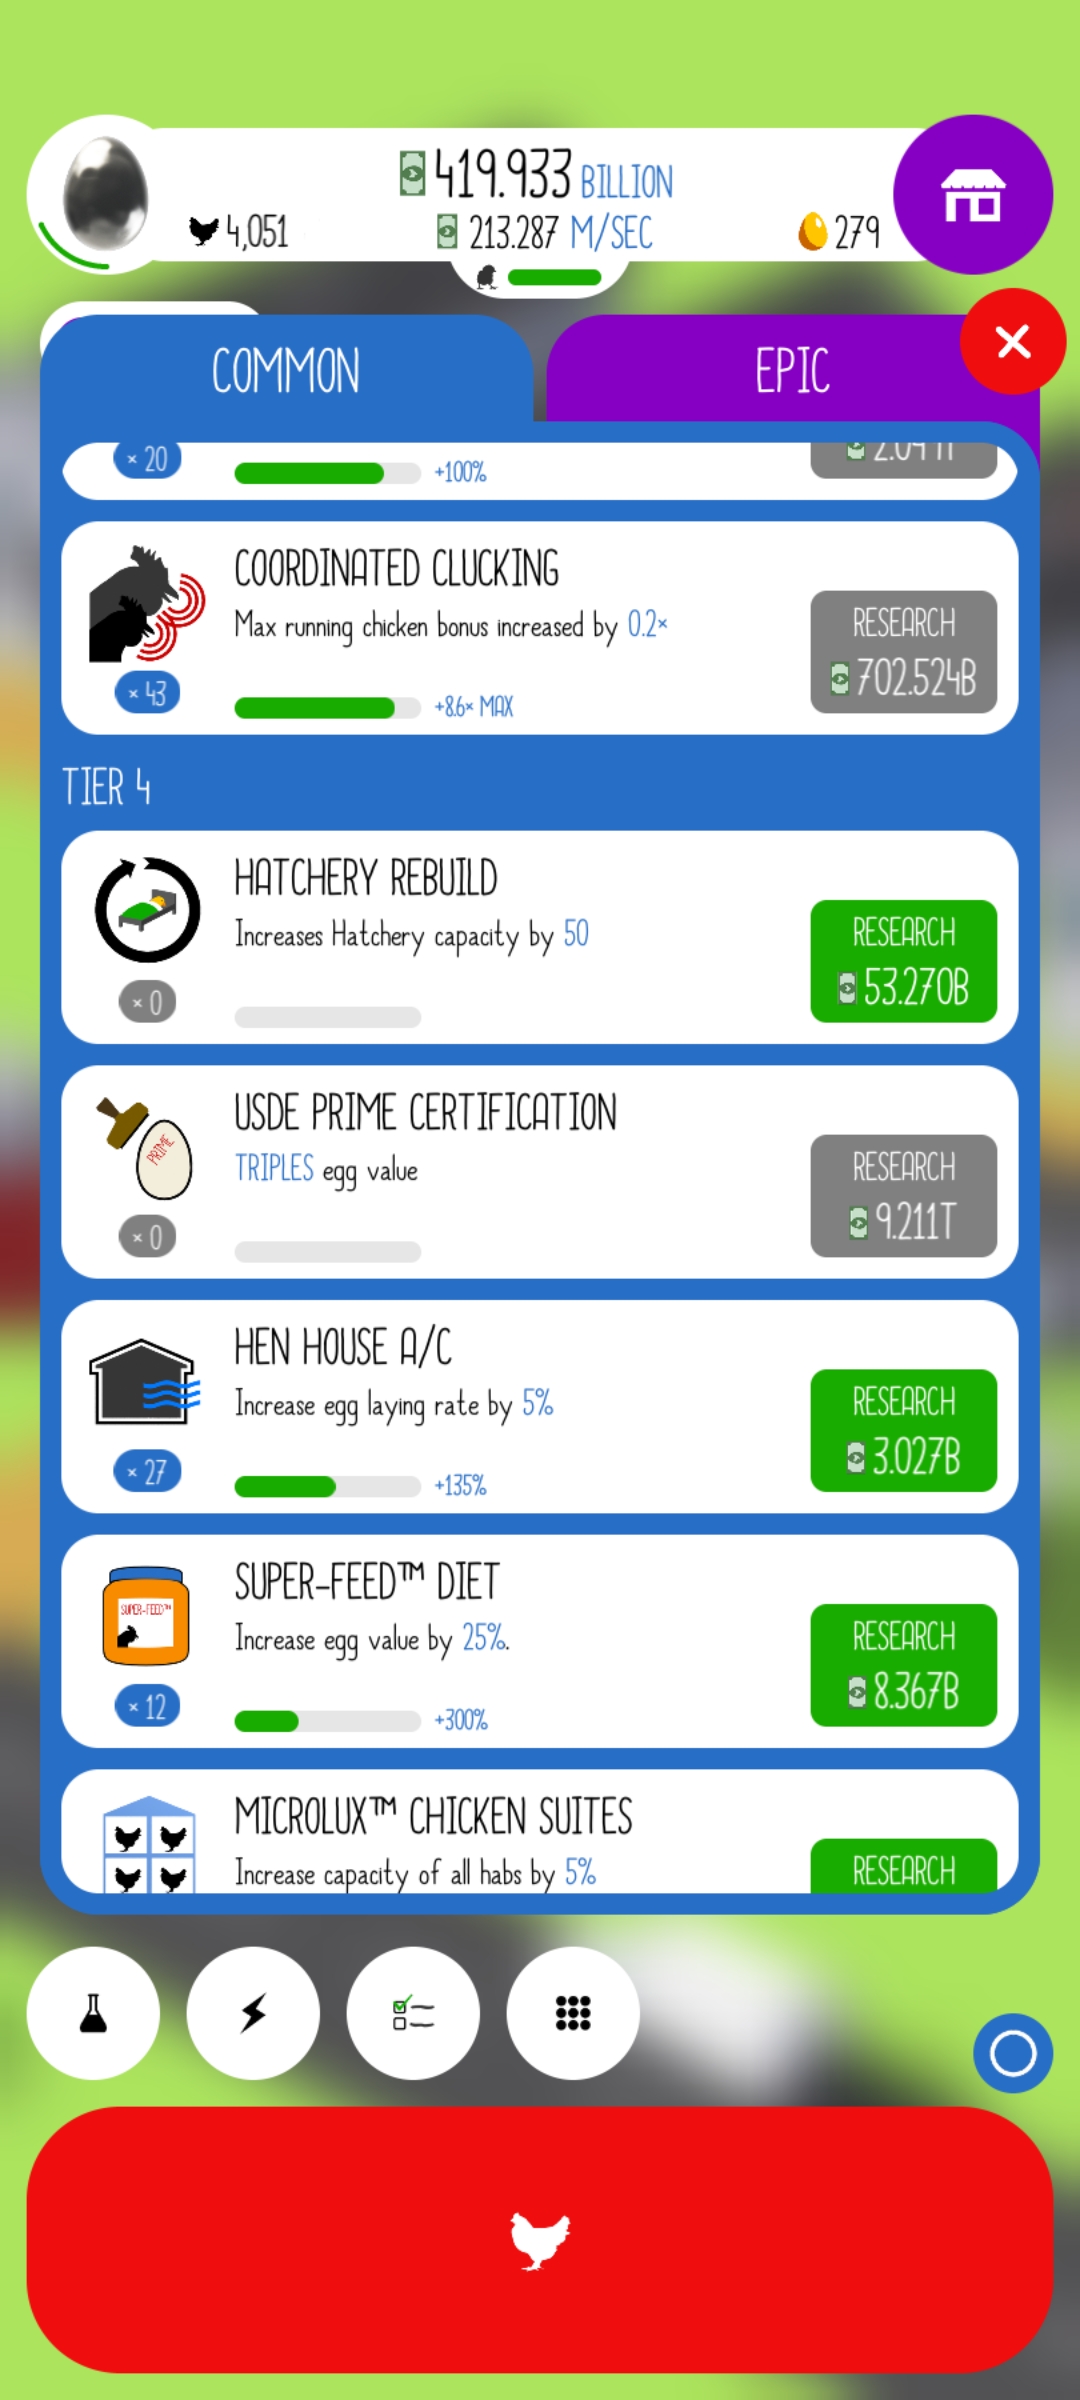 419.933 BILLION
4,051
213.287 M/SEC
279
COMMON
EPIC
× 20
+100%
COORDINATED CLUCKING
Max running chicken bonus increased by 0.2×
× 43
+8.6× MAX
RESEARCH
702.524B
TIER 4
HATCHERY REBUILD
Increases Hatchery capacity by 50
× 0
RESEARCH
53.270B
PRIME
USDE PRIME CERTIFICATION
TRIPLES egg value
× 0
RESEARCH
9.211T
HEN HOUSE A/C
Increase egg laying rate by 5%
× 27
+135%
RESEARCH
3.027B
SUPER-FEED™
SUPER-FEED™ DIET
Increase egg value by 25%.
× 12
+300%
RESEARCH
8.367B
MICROLUX™ CHICKEN SUITES
Increase capacity of all habs by 5%
RESEARCH